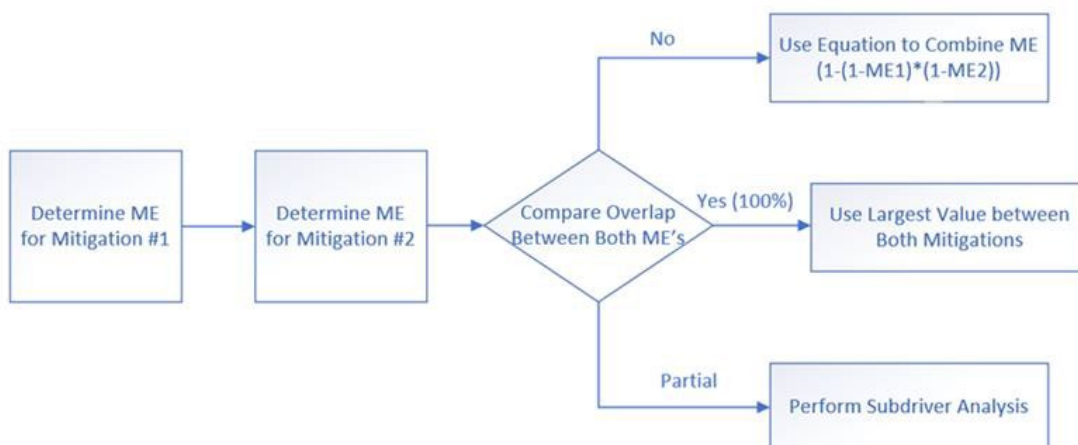 No
Use Equation to Combine ME
(1-(1-ME1)*(1-ME2))
Determine ME
for Mitigation #1
Determine ME
for Mitigation #2
Compare Overlap
Between Both ME's
Yes (100%)
Use Largest Value between
Both Mitigations
Partial
Perform Subdriver Analysis